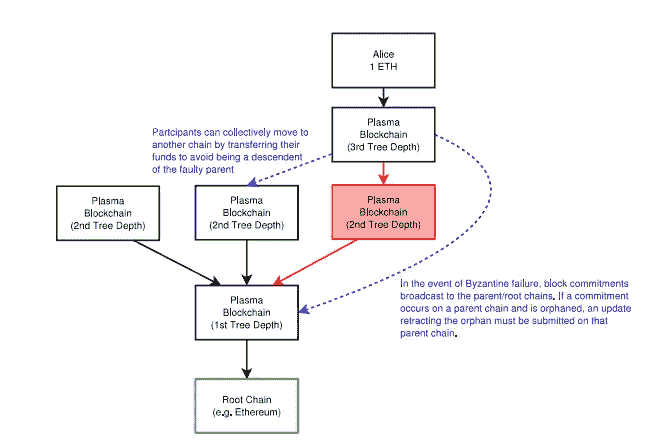 Alice
1 ETH
Plasma
Blockchain
(3rd Tree Depth)
Partcipants can collectively move to
another chain by transferring their
funds to avoid being a descendent
of the faulty parent
Plasma
Blockchain
(2nd Tree Depth)
Plasma
Blockchain
(2nd Tree Depth)
Plasma
Blockchain
(2nd Tree Depth)
In the event of Byzantine failure, block commitments
broadcast to the parent/root chains. If a commitment
occurs on a parent chain and is orphaned, an update
retracting the orphan must be submitted on that
parent chain.
Plasma
Blockchain
(1st Tree Depth)
Root Chain
(e.g. Ethereum)